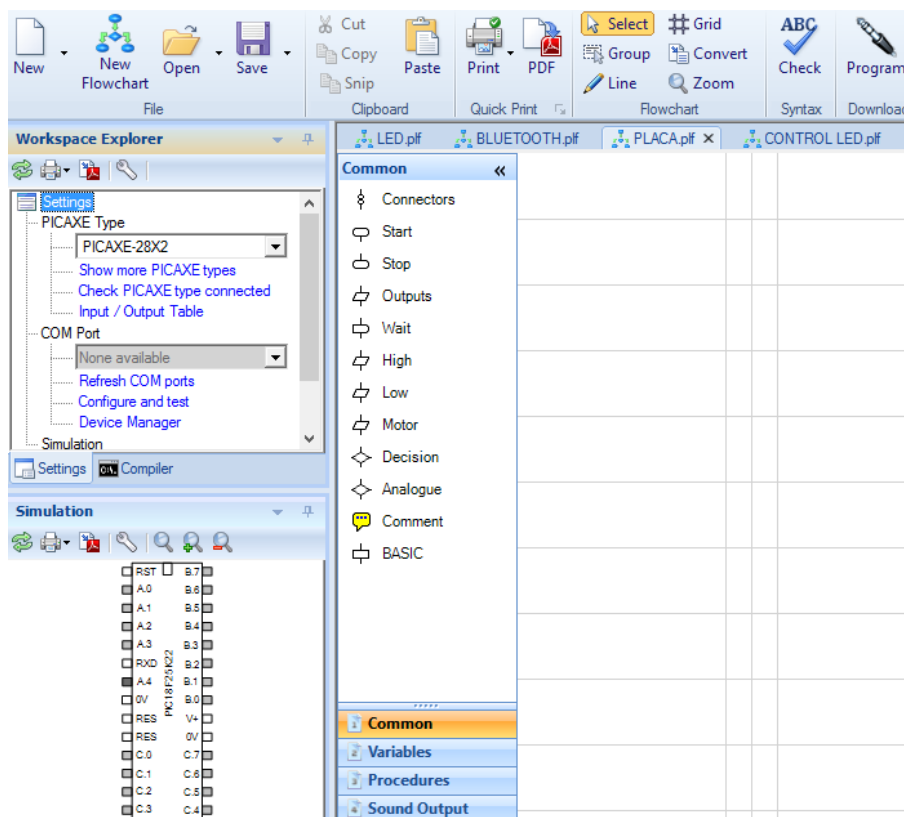 New
New
Flowchart
Open
Save
File
Cut
Copy
Snip
Paste
Clipboard
Print
PDF
Quick Print
Select
Group
Line
Grid
Convert
Zoom
Flowchart
ABC
Check
Syntax
Program
Download
Workspace Explorer
LED.plf
BLUETOOTH.plf
PLACA.plf
CONTROL LED.plf
Settings
PICAXE Type
PICAXE-28X2
Show more PICAXE types
Check PICAXE type connected
Input / Output Table
COM Port
None available
Refresh COM ports
Configure and test
Device Manager
Simulation
Settings
Compiler
Simulation
RST B.7
A.0 B.6
A.1 B.5
A.2 B.4
A.3 B.3
RXD B.2
A.4 B.1
0V B.0
RES V+
RES 0V
C.0 C.7
C.1 C.6
C.2 C.5
C.3 C.4
PIC18F25K22
Common
Connectors
Start
Stop
Outputs
Wait
High
Low
Motor
Decision
Analogue
Comment
BASIC
Common
Variables
Procedures
Sound Output